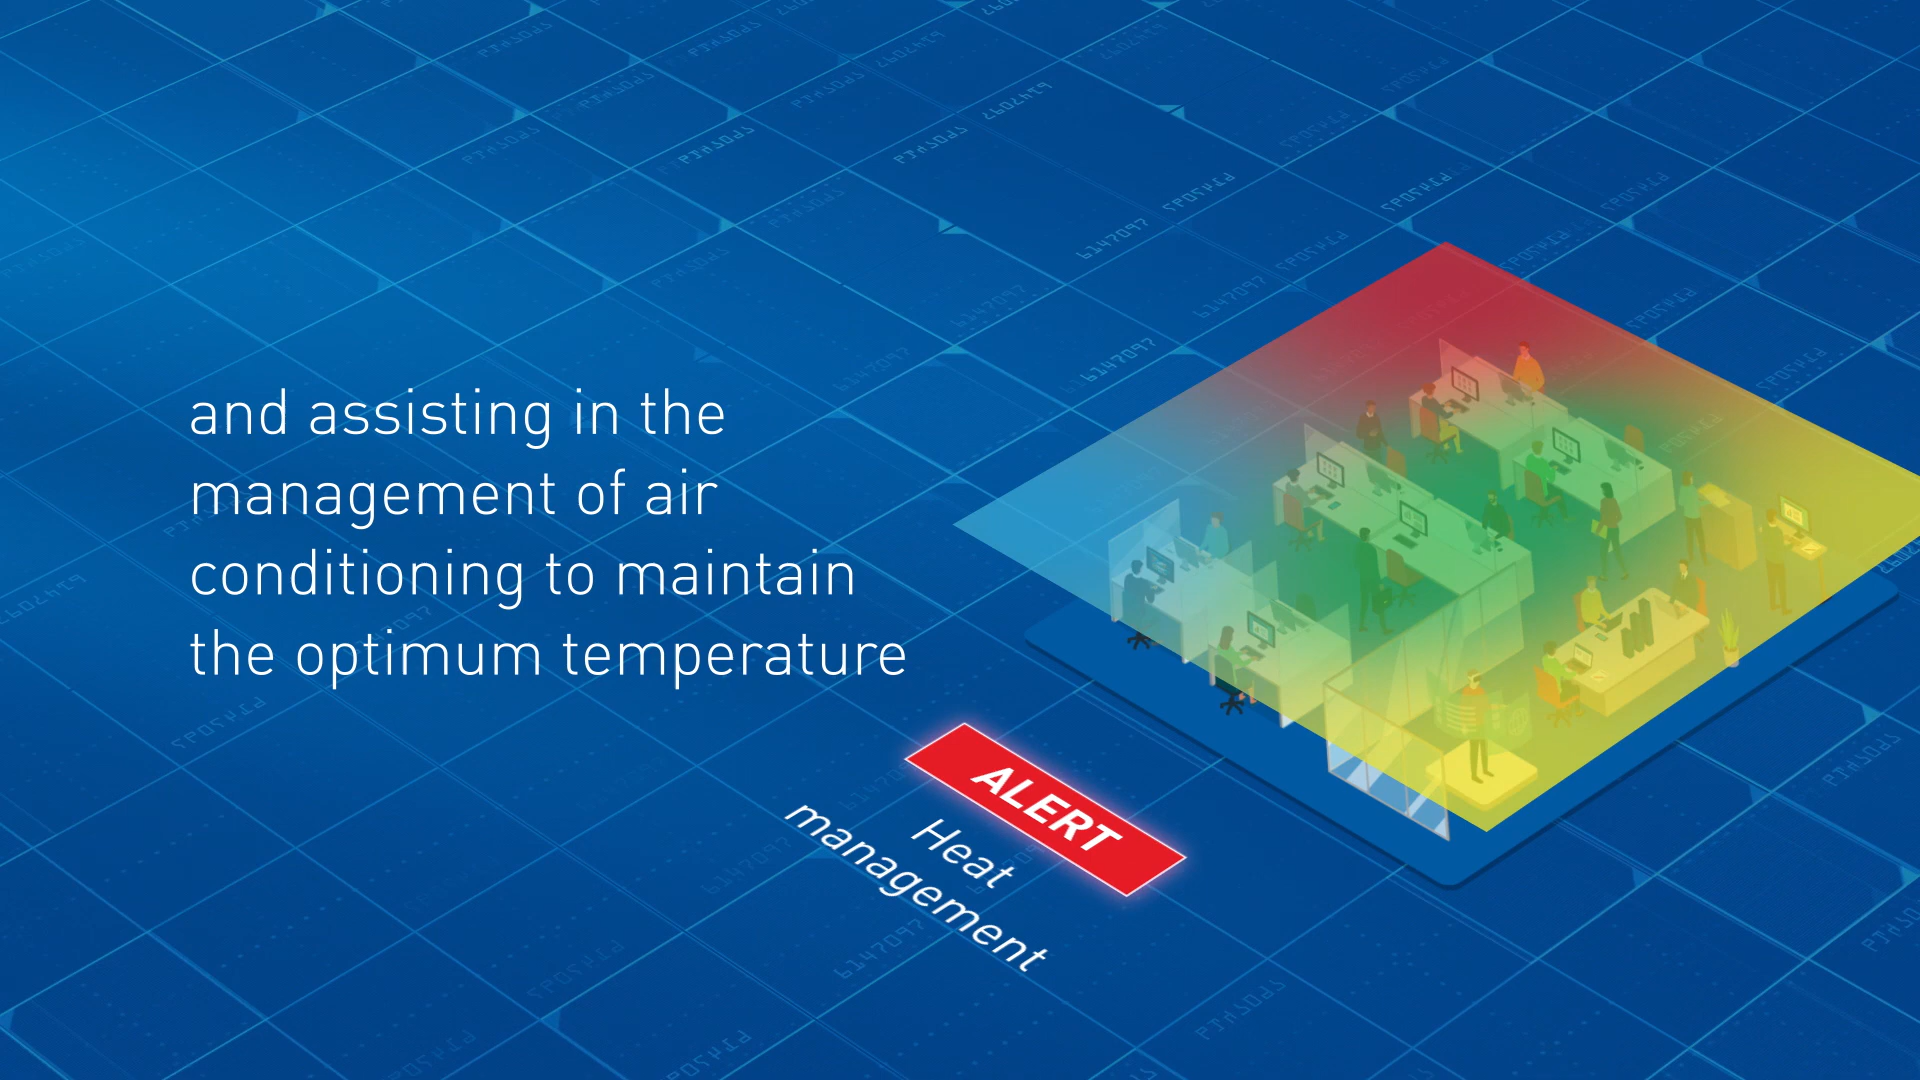 and assisting in the
management of air
conditioning to maintain
the optimum temperature
ALERT
Heat
management